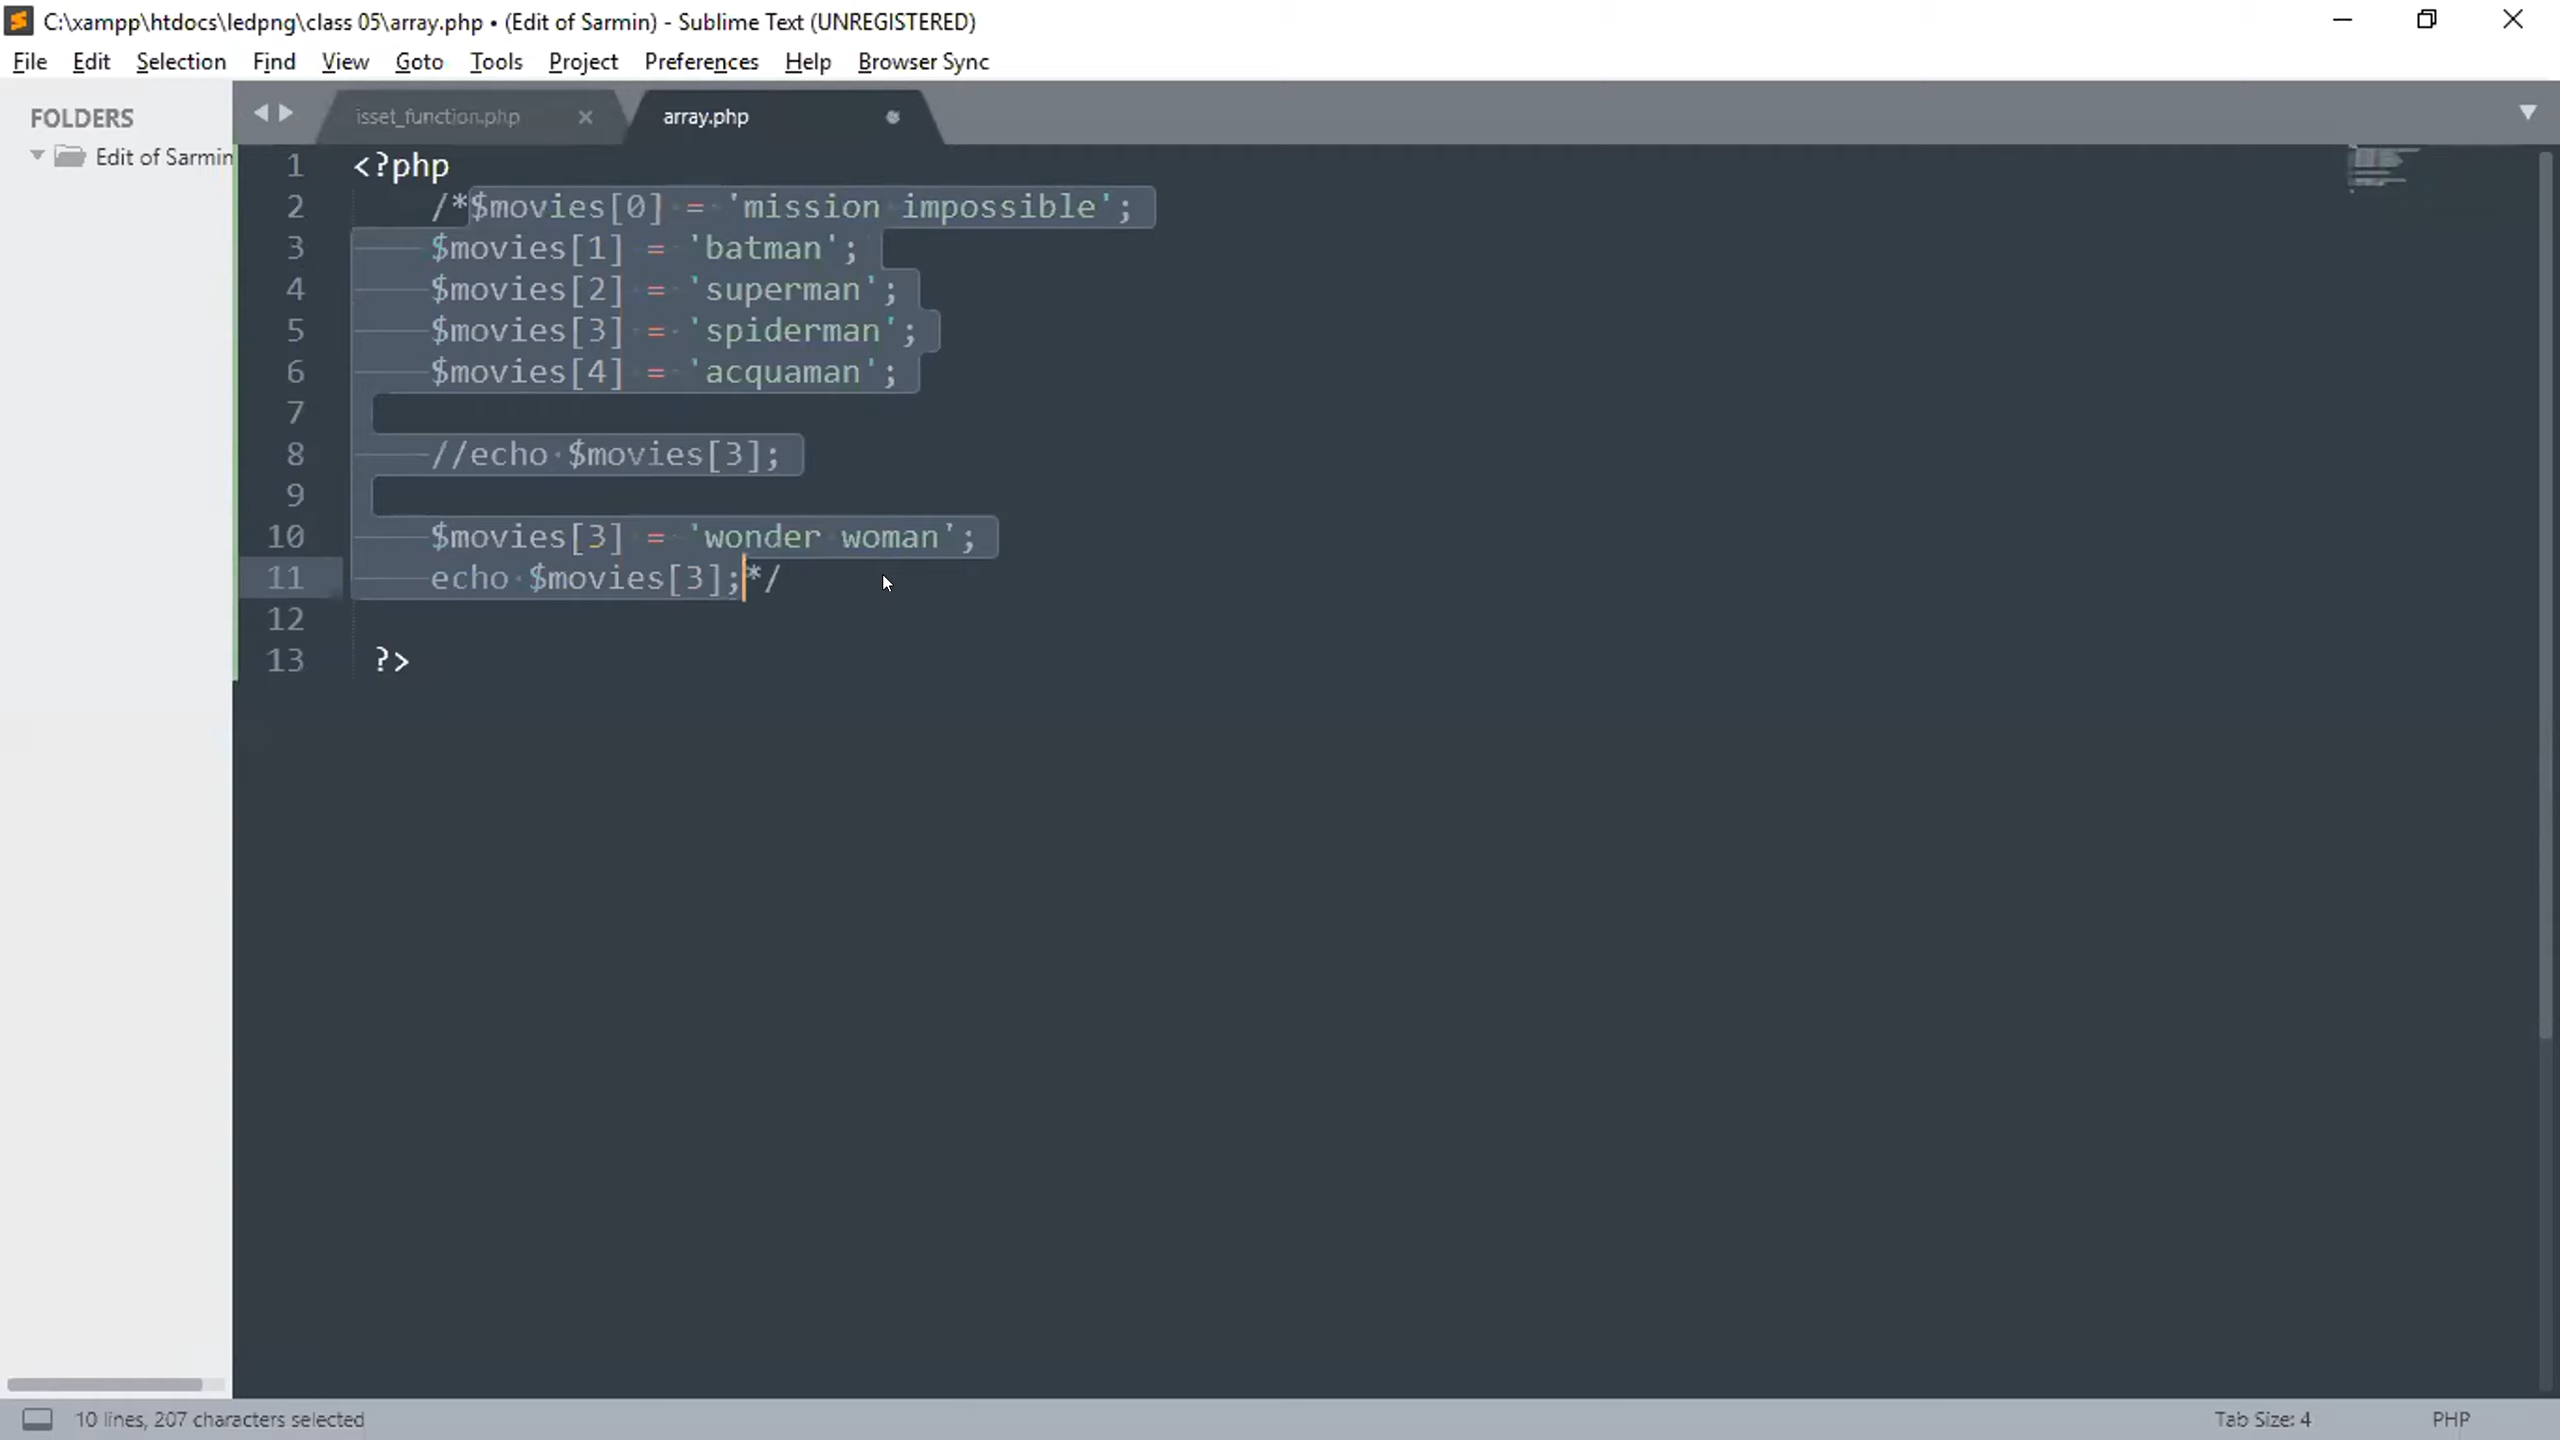 C:\xampp\htdocs\ledpng\class 05\array.php • (Edit of Sarmin) - Sublime Text (UNREGISTERED)
File Edit Selection Find View Goto Tools Project Preferences Help Browser Sync
FOLDERS
Edit of Sarmin
isset_function.php array.php
1 <?php
2 /*$movies[0] = 'mission impossible';
3 $movies[1] = 'batman';
4 $movies[2] = 'superman';
5 $movies[3] = 'spiderman';
6 $movies[4] = 'acquaman';
7
8 //echo $movies[3];
9
10 $movies[3] = 'wonder woman';
11 echo $movies[3];*/
12
13 ?>
10 lines, 207 characters selected
Tab Size: 4 PHP